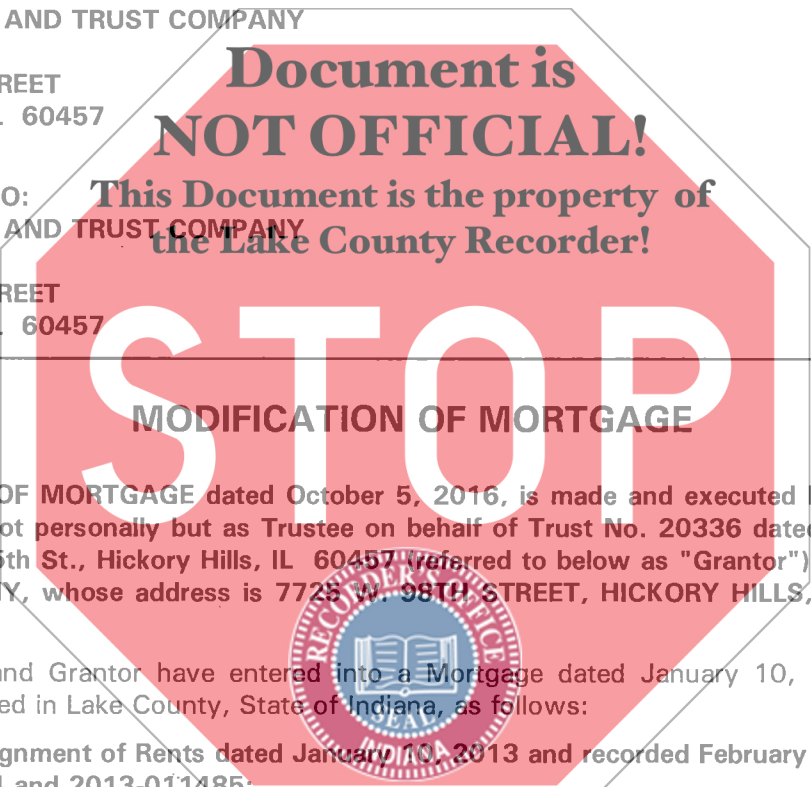 AND TRUST COMPANY
Document is
REET
60457
NOT OFFICIAL!
O:
This Document is the property of
AND TRUST COMPANY
the Lake County Recorder!
REET
60457
STOP
MODIFICATION OF MORTGAGE
OF MORTGAGE dated October 5, 2016, is made and executed
ot personally but as Trustee on behalf of Trust No. 20336 dated
5th St., Hickory Hills, IL 60457 (referred to below as "Grantor")
Y, whose address is 7725 W. 98TH STREET, HICKORY HILLS,
RECORDER'S OFFICE
and Grantor have entered into a Mortgage dated January 10,
ed in Lake County, State of Indiana, as follows:
SEAL
gnment of Rents dated January 10, 2013 and recorded February
INDIANA
and 2013-011485: